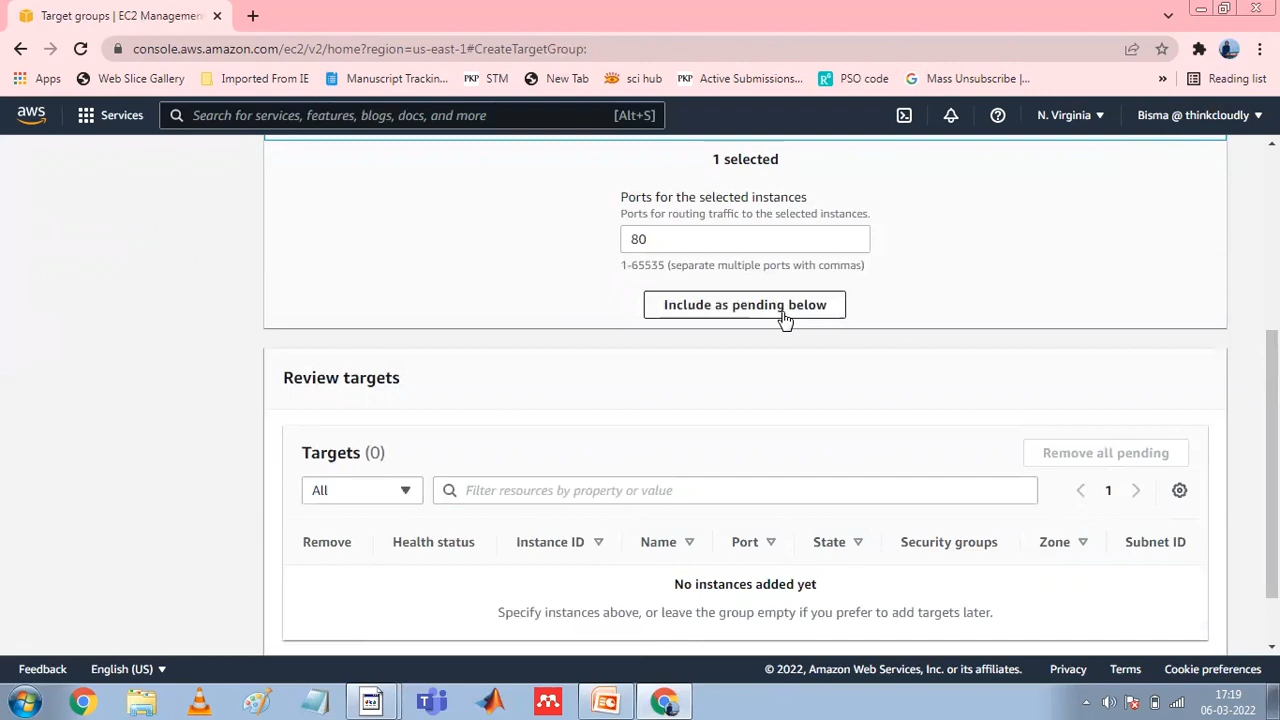 Target groups | EC2 Managemen
console.aws.amazon.com/ec2/v2/home?region=us-east-1#CreateTargetGroup:
Apps Web Slice Gallery Imported From IE Manuscript Trackin... PKP STM New Tab sci hub PKP Active Submissions... PSO code Mass Unsubscribe |... » Reading list
aws Services Search for services, features, blogs, docs, and more [Alt+S] N. Virginia Bisma @ thinkcloudly
1 selected
Ports for the selected instances
Ports for routing traffic to the selected instances.
80
1-65535 (separate multiple ports with commas)
Include as pending below
Review targets
Targets (0) Remove all pending
All Filter resources by property or value 1
Remove Health status Instance ID Name Port State Security groups Zone Subnet ID
No instances added yet
Specify instances above, or leave the group empty if you prefer to add targets later.
Feedback English (US) © 2022, Amazon Web Services, Inc. or its affiliates. Privacy Terms Cookie preferences
17:19
06-03-2022